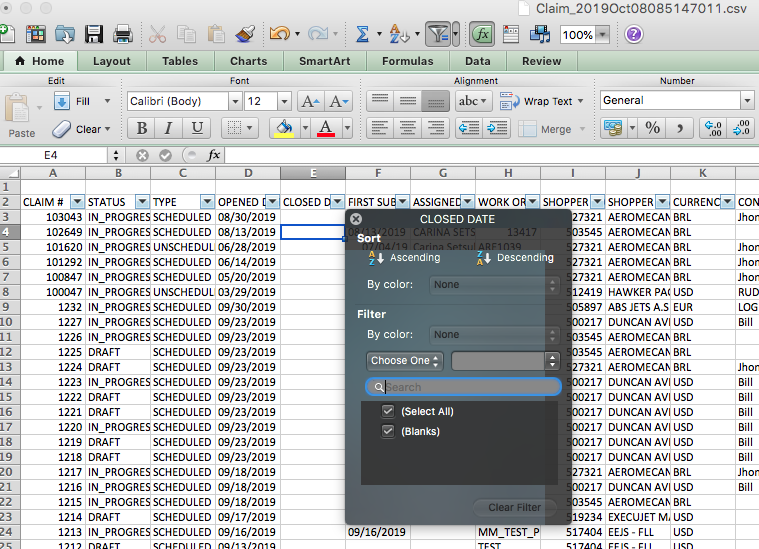 Claim_2019Oct08085147011.csv
100%
Home Layout Tables Charts SmartArt Formulas Data Review
Edit Font Alignment Number
Fill Calibri (Body) 12 A A abc Wrap Text General
Paste Clear B I U A Merge % , .0 .00 .00 .0
E4 fx
A B C D E F G H I J K
1
2 CLAIM # STATUS TYPE OPENED D CLOSED D FIRST SUB ASSIGNED WORK OR SHOPPER SHOPPER CURRENC CON
3 103043 IN_PROGRES SCHEDULED 08/30/2019 527321 AEROMECAN BRL Jhon
4 102649 IN_PROGRES SCHEDULED 08/13/2019 08/13/2019 CARINA SETS 13417 503545 AEROMECAN BRL
5 101620 IN_PROGRES UNSCHEDUL 06/28/2019 07/04/19 Carina Setsu ARE1039 527321 AEROMECAN BRL Jhon
6 101292 IN_PROGRES SCHEDULED 06/14/2019 527321 AEROMECAN BRL Jhon
7 100847 IN_PROGRES SCHEDULED 05/20/2019 527321 AEROMECAN BRL Jhon
8 100047 IN_PROGRES UNSCHEDUL 03/29/2019 512419 HAWKER PAC USD RUD
9 1232 IN_PROGRES SCHEDULED 09/30/2019 505897 ABS JETS A.S EUR LOG
10 1227 IN_PROGRES SCHEDULED 09/23/2019 500217 DUNCAN AVI USD Bill
11 1226 IN_PROGRES SCHEDULED 09/23/2019 503545 AEROMECAN BRL
12 1225 DRAFT SCHEDULED 09/23/2019 503545 AEROMECAN BRL
13 1224 DRAFT SCHEDULED 09/23/2019 527321 AEROMECAN BRL Jhon
14 1223 IN_PROGRES SCHEDULED 09/23/2019 500217 DUNCAN AVI USD Bill
15 1222 DRAFT SCHEDULED 09/23/2019 500217 DUNCAN AVI USD Bill
16 1221 DRAFT SCHEDULED 09/23/2019 500217 DUNCAN AVI USD Bill
17 1220 IN_PROGRES SCHEDULED 09/23/2019 500217 DUNCAN AVI USD Bill
18 1219 DRAFT SCHEDULED 09/23/2019 500217 DUNCAN AVI USD Bill
19 1218 DRAFT SCHEDULED 09/23/2019 500217 DUNCAN AVI USD Bill
20 1217 IN_PROGRES SCHEDULED 09/18/2019 527321 AEROMECAN BRL Jhon
21 1216 IN_PROGRES SCHEDULED 09/18/2019 500217 DUNCAN AVI USD Bill
22 1215 IN_PROGRES SCHEDULED 09/18/2019 503545 AEROMECAN BRL
23 1214 DRAFT SCHEDULED 09/17/2019 519234 EXECUJET MA
24 1213 IN_PROGRES SCHEDULED 09/16/2019 09/16/2019 MM_TEST_P 517404 EEJS - FLL USD
25 1212 DRAFT SCHEDULED 09/13/2019 TEST 517404 EEJS - FLL USD
CLOSED DATE
Sort
Ascending Descending
By color: None
Filter
By color: None
Choose One
Search
(Select All)
(Blanks)
Clear Filter